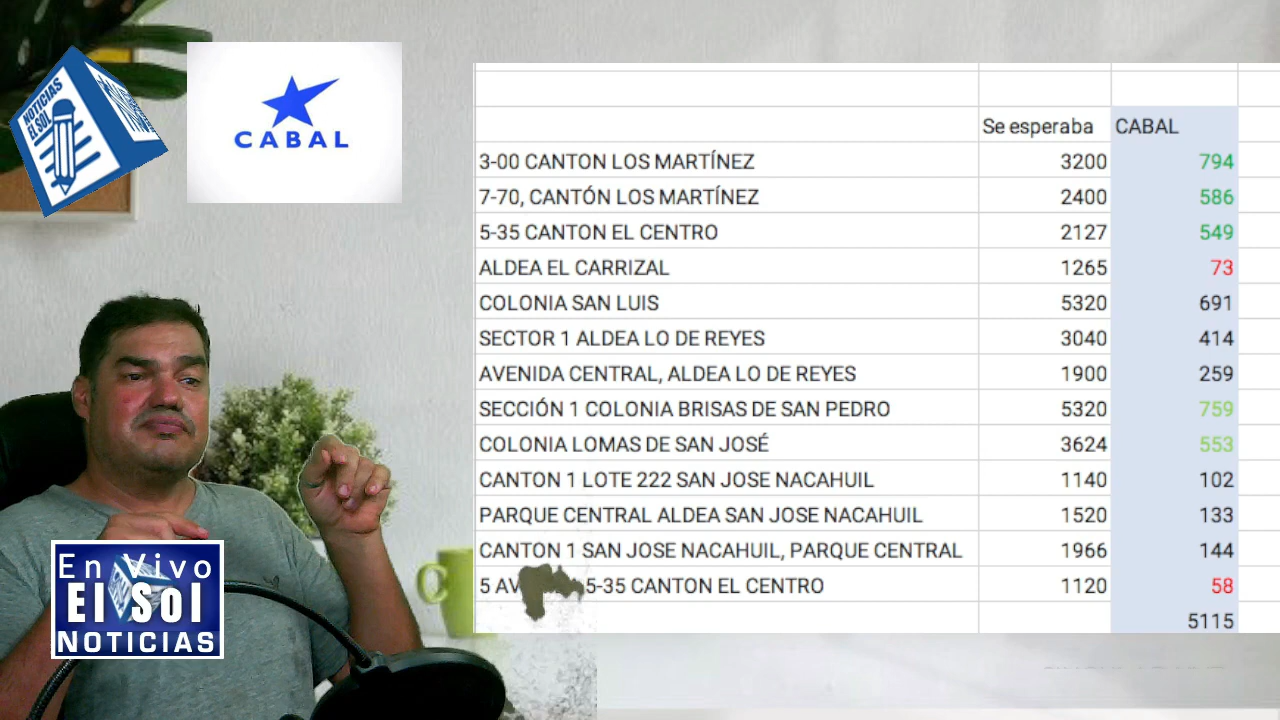 NOTICIAS
EL SOL
CABAL
Se esperaba CABAL
3-00 CANTON LOS MARTÍNEZ 3200 794
7-70, CANTÓN LOS MARTÍNEZ 2400 586
5-35 CANTON EL CENTRO 2127 549
ALDEA EL CARRIZAL 1265 73
COLONIA SAN LUIS 5320 691
SECTOR 1 ALDEA LO DE REYES 3040 414
AVENIDA CENTRAL, ALDEA LO DE REYES 1900 259
SECCIÓN 1 COLONIA BRISAS DE SAN PEDRO 5320 759
COLONIA LOMAS DE SAN JOSÉ 3624 553
CANTON 1 LOTE 222 SAN JOSE NACAHUIL 1140 102
PARQUE CENTRAL ALDEA SAN JOSE NACAHUIL 1520 133
CANTON 1 SAN JOSE NACAHUIL, PARQUE CENTRAL 1966 144
5 AV 5-35 CANTON EL CENTRO 1120 58
5115
En Vivo
El Sol
NOTICIAS